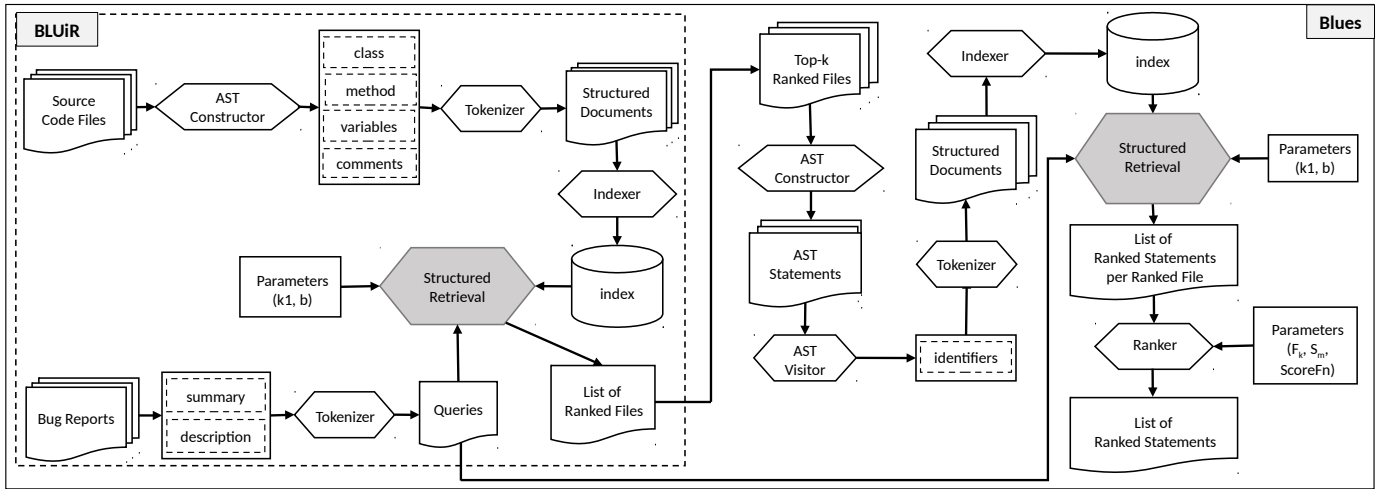 BLUiR
Blues
Source
Code Files
AST
Constructor
class
method
variables
comments
Tokenizer
Structured
Documents
Indexer
index
Structured
Retrieval
Parameters
(k1, b)
Bug Reports
summary
description
Tokenizer
Queries
List of
Ranked Files
Top-k
Ranked Files
AST
Constructor
AST
Statements
AST
Visitor
identifiers
Tokenizer
Structured
Documents
Indexer
index
Structured
Retrieval
Parameters
(k1, b)
List of
Ranked Statements
per Ranked File
Ranker
Parameters
(Fk, Sm,
ScoreFn)
List of
Ranked Statements